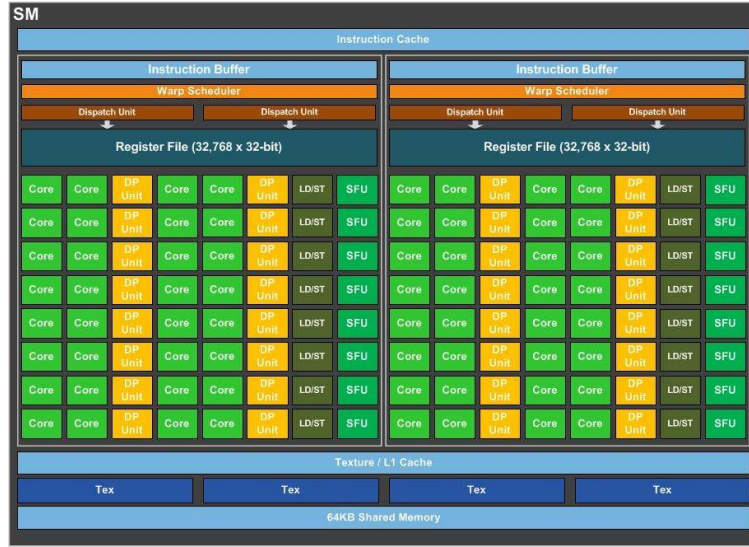 SM
Instruction Cache
Instruction Buffer Instruction Buffer
Warp Scheduler Warp Scheduler
Dispatch Unit Dispatch Unit Dispatch Unit Dispatch Unit
Register File (32,768 x 32-bit) Register File (32,768 x 32-bit)
Core Core DP Unit Core Core DP Unit LD/ST SFU Core Core DP Unit Core Core DP Unit LD/ST SFU
Core Core DP Unit Core Core DP Unit LD/ST SFU Core Core DP Unit Core Core DP Unit LD/ST SFU
Core Core DP Unit Core Core DP Unit LD/ST SFU Core Core DP Unit Core Core DP Unit LD/ST SFU
Core Core DP Unit Core Core DP Unit LD/ST SFU Core Core DP Unit Core Core DP Unit LD/ST SFU
Core Core DP Unit Core Core DP Unit LD/ST SFU Core Core DP Unit Core Core DP Unit LD/ST SFU
Core Core DP Unit Core Core DP Unit LD/ST SFU Core Core DP Unit Core Core DP Unit LD/ST SFU
Core Core DP Unit Core Core DP Unit LD/ST SFU Core Core DP Unit Core Core DP Unit LD/ST SFU
Core Core DP Unit Core Core DP Unit LD/ST SFU Core Core DP Unit Core Core DP Unit LD/ST SFU
Texture / L1 Cache
Tex Tex Tex Tex
64KB Shared Memory